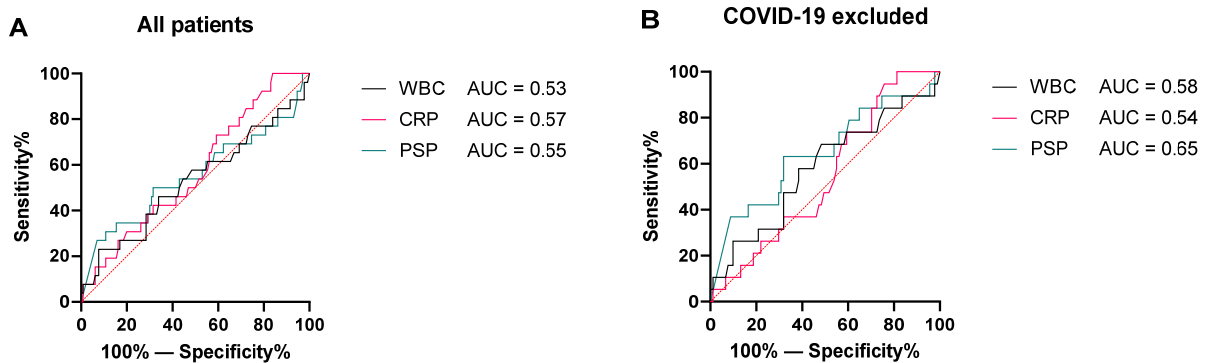 A
All patients
Sensitivity%
100
80
60
40
20
0
0 20 40 60 80 100
100% — Specificity%
WBC AUC = 0.53
CRP AUC = 0.57
PSP AUC = 0.55
B
COVID-19 excluded
Sensitivity%
100
80
60
40
20
0
0 20 40 60 80 100
100% — Specificity%
WBC AUC = 0.58
CRP AUC = 0.54
PSP AUC = 0.65